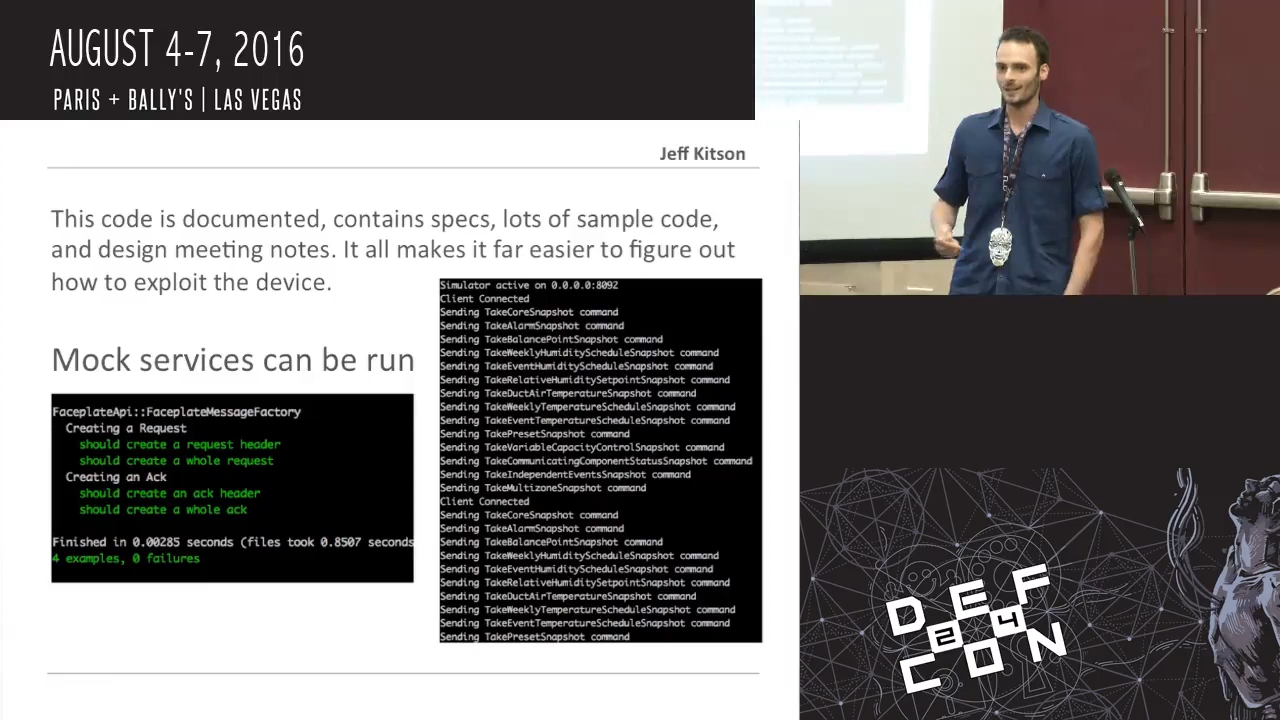 AUGUST 4-7, 2016
PARIS + BALLY'S | LAS VEGAS
Jeff Kitson
This code is documented, contains specs, lots of sample code,
and design meeting notes. It all makes it far easier to figure out
how to exploit the device.
Mock services can be run
FaceplateApi::FaceplateMessageFactory
Creating a Request
should create a request header
should create a whole request
Creating an Ack
should create an ack header
should create a whole ack
Finished in 0.00285 seconds (files took 0.8507 seconds
4 examples, 0 failures
Simulator active on 0.0.0.0:8092
Client Connected
Sending TakeCoreSnapshot command
Sending TakeAlarmSnapshot command
Sending TakeBalancePointSnapshot command
Sending TakeWeeklyHumidityScheduleSnapshot command
Sending TakeEventHumidityScheduleSnapshot command
Sending TakeRelativeHumiditySetpointSnapshot command
Sending TakeDuctAirTemperatureSnapshot command
Sending TakeWeeklyTemperatureScheduleSnapshot command
Sending TakeEventTemperatureScheduleSnapshot command
Sending TakePresetSnapshot command
Sending TakeVariableCapacityControlSnapshot command
Sending TakeCommunicatingComponentStatusSnapshot command
Sending TakeIndependentEventsSnapshot command
Sending TakeMultizoneSnapshot command
Client Connected
Sending TakeCoreSnapshot command
Sending TakeAlarmSnapshot command
Sending TakeBalancePointSnapshot command
Sending TakeWeeklyHumidityScheduleSnapshot command
Sending TakeEventHumidityScheduleSnapshot command
Sending TakeRelativeHumiditySetpointSnapshot command
Sending TakeDuctAirTemperatureSnapshot command
Sending TakeWeeklyTemperatureScheduleSnapshot command
Sending TakeEventTemperatureScheduleSnapshot command
Sending TakePresetSnapshot command
DEF
24
CON